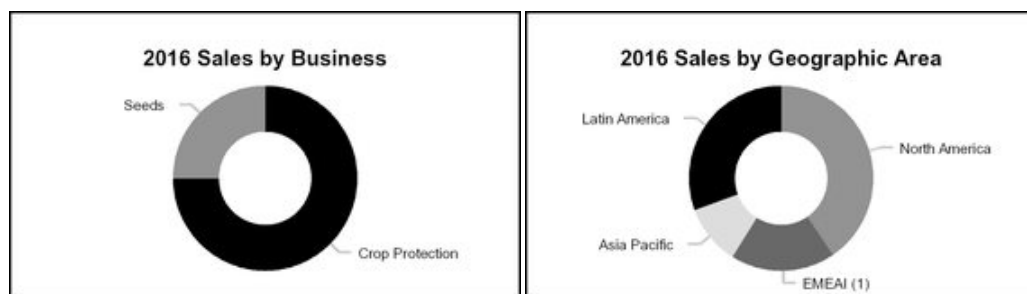 2016 Sales by Business
Seeds
Crop Protection
2016 Sales by Geographic Area
Latin America
North America
Asia Pacific
EMEAI (1)